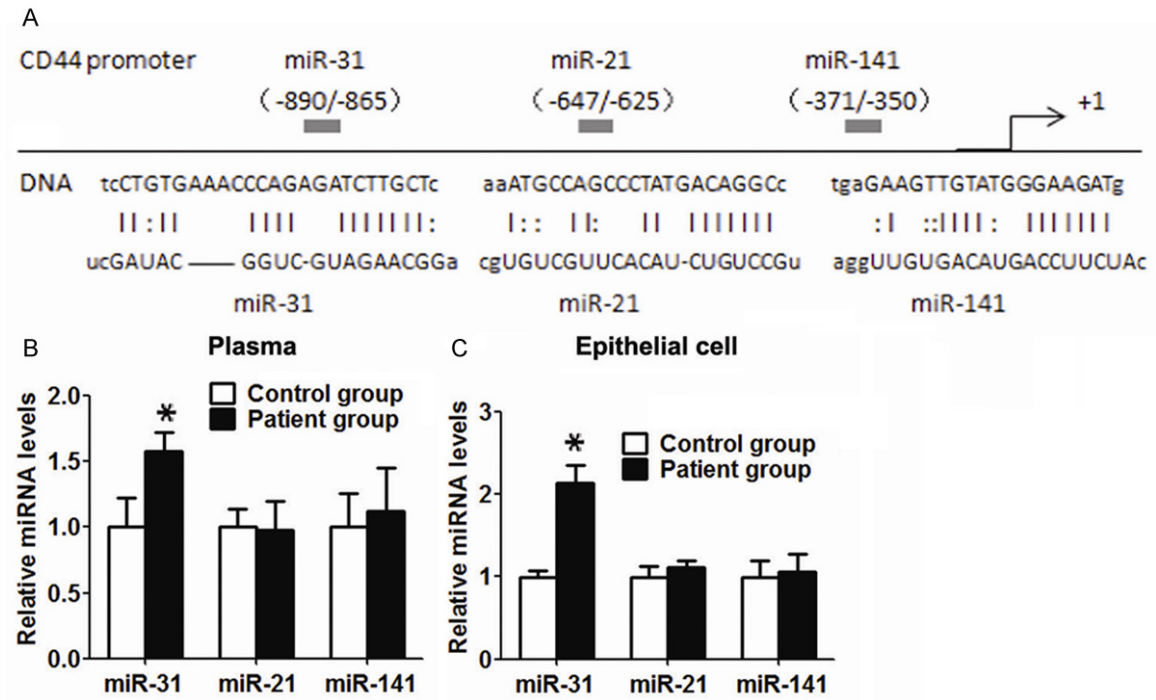 A
CD44 promoter miR-31 miR-21 miR-141
(-890/-865) (-647/-625) (-371/-350) +1
DNA tcCTGTGAAACCCAGAGATCTTGCTc aaATGCCAGCCCTATGACAGGCc tgaGAAGTTGTATGGGAAGATg
ucGAUAC GGUC-GUAGAACGGa cgUGUCGUUCACAU-CUGUCCGu aggUUGUGACAUGACCUUCUAc
miR-31 miR-21 miR-141
B Plasma
Control group
Patient group
*
Relative miRNA levels
2.0
1.5
1.0
0.5
0.0
miR-31 miR-21 miR-141
C Epithelial cell
Control group
Patient group
*
Relative miRNA levels
3
2
1
0
miR-31 miR-21 miR-141